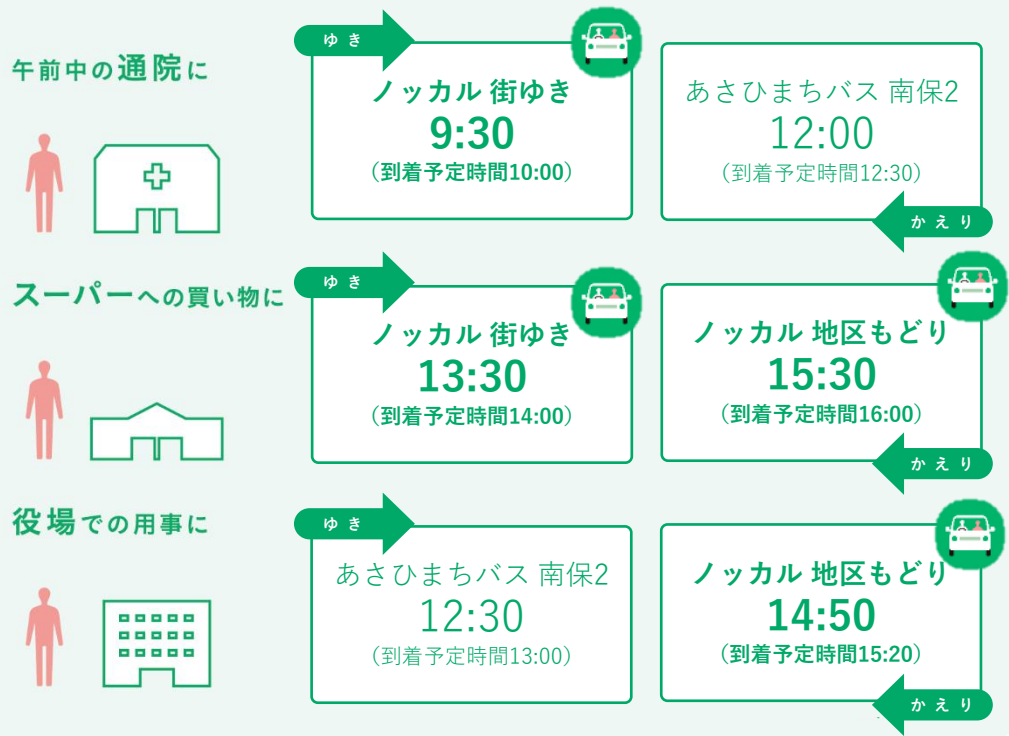 午前中の通院に
ゆき
ノッカル 街ゆき
9:30
(到着予定時間10:00)
あさひまちバス 南保2
12:00
(到着予定時間12:30)
かえり
スーパーへの買い物に
ゆき
ノッカル 街ゆき
13:30
(到着予定時間14:00)
ノッカル 地区もどり
15:30
(到着予定時間16:00)
かえり
役場での用事に
ゆき
あさひまちバス 南保2
12:30
(到着予定時間13:00)
ノッカル 地区もどり
14:50
(到着予定時間15:20)
かえり